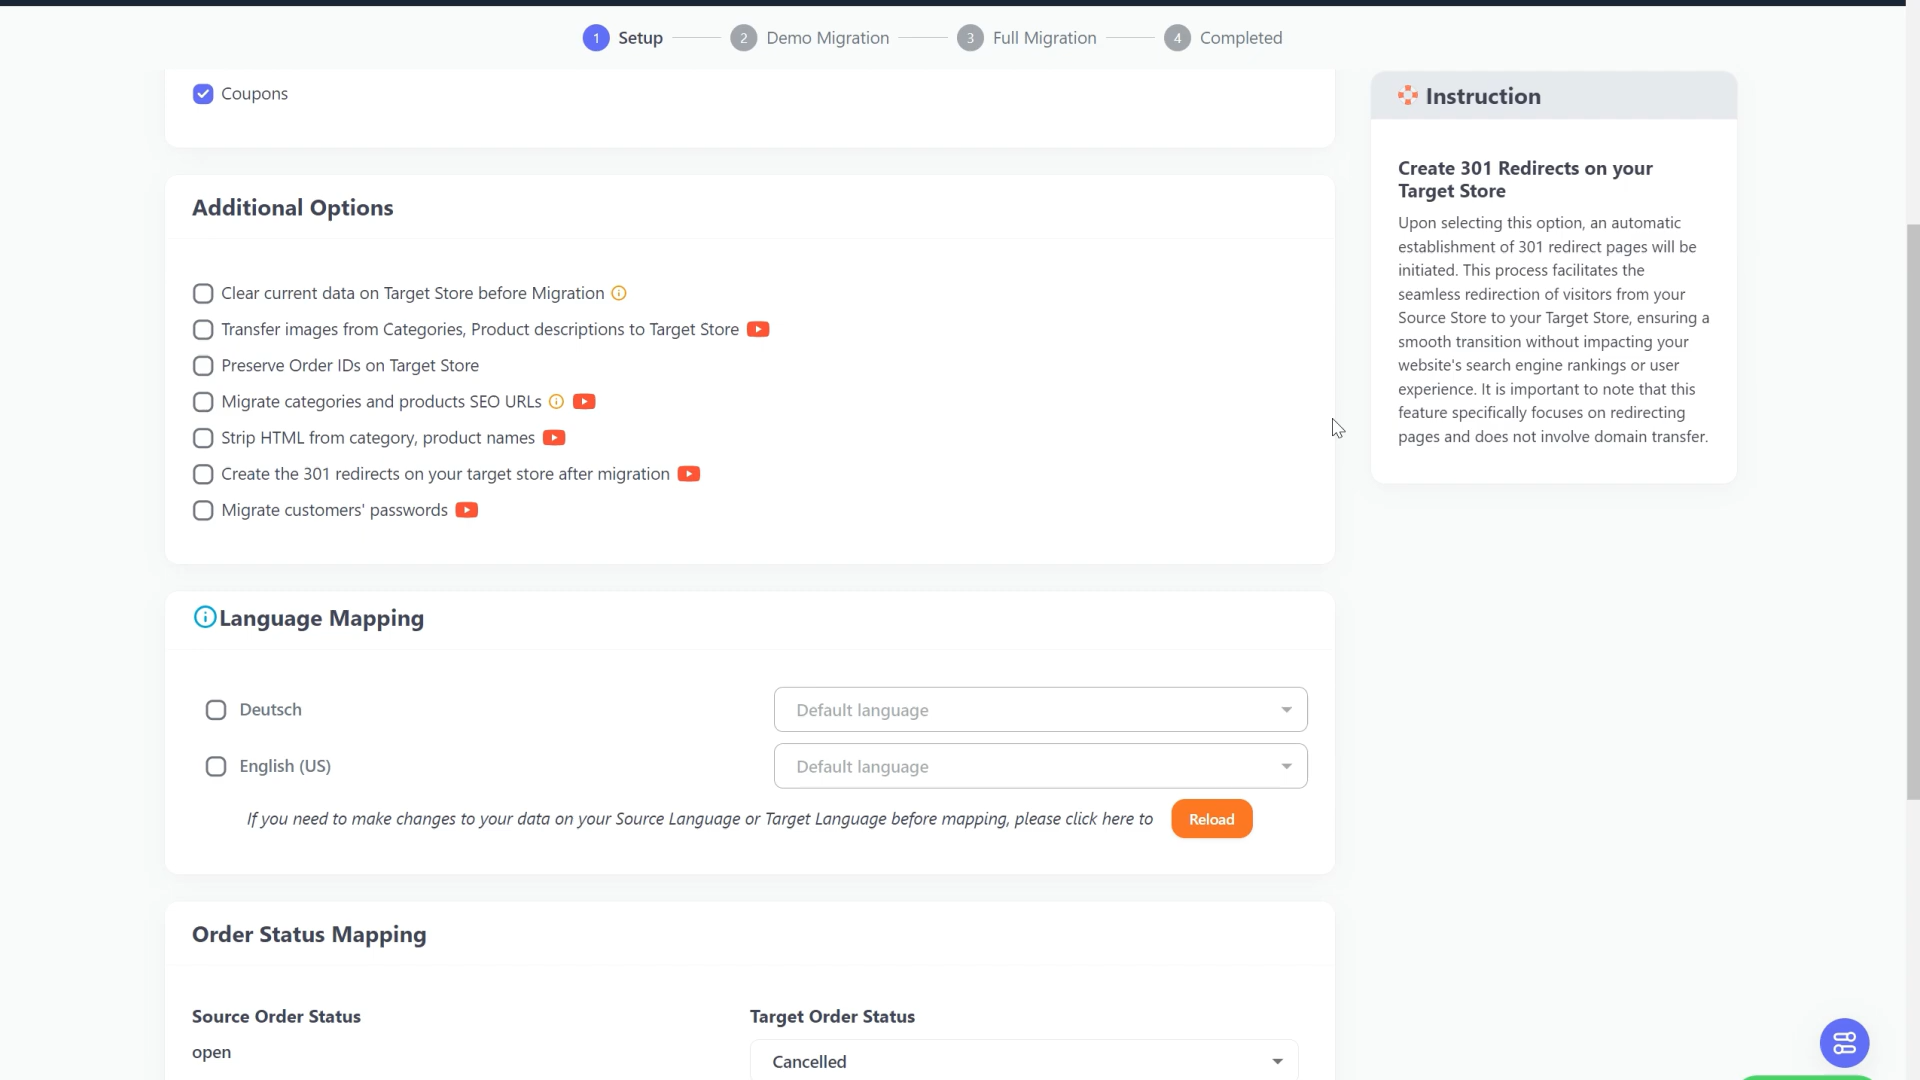 1 Setup 2 Demo Migration 3 Full Migration 4 Completed
Coupons
Additional Options
Clear current data on Target Store before Migration
Transfer images from Categories, Product descriptions to Target Store
Preserve Order IDs on Target Store
Migrate categories and products SEO URLs
Strip HTML from category, product names
Create the 301 redirects on your target store after migration
Migrate customers' passwords
Language Mapping
Deutsch Default language
English (US) Default language
If you need to make changes to your data on your Source Language or Target Language before mapping, please click here to Reload
Order Status Mapping
Source Order Status Target Order Status
open Cancelled
Instruction
Create 301 Redirects on your
Target Store
Upon selecting this option, an automatic
establishment of 301 redirect pages will be
initiated. This process facilitates the
seamless redirection of visitors from your
Source Store to your Target Store, ensuring a
smooth transition without impacting your
website's search engine rankings or user
experience. It is important to note that this
feature specifically focuses on redirecting
pages and does not involve domain transfer.